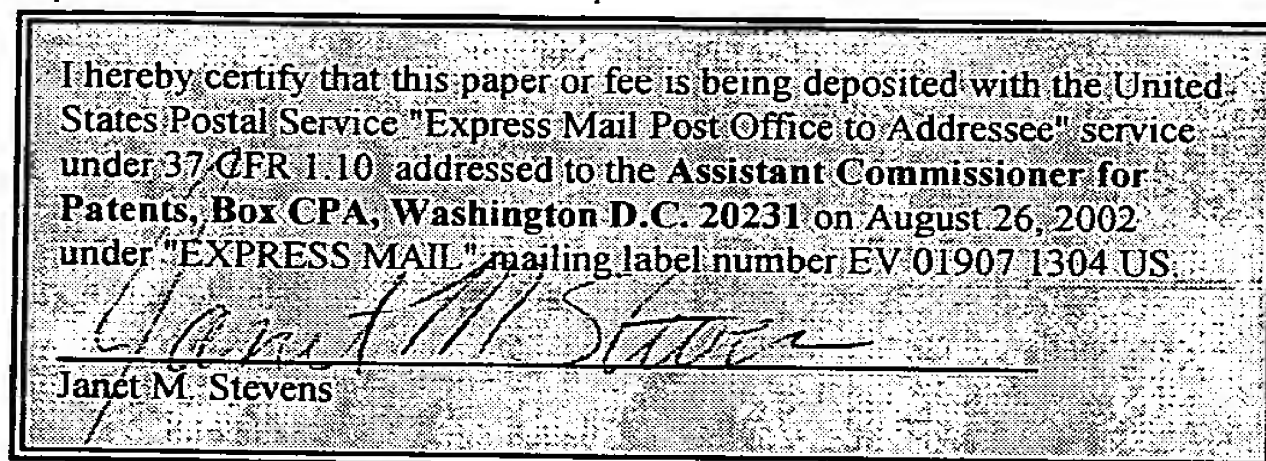 I hereby certify that this paper or fee is being deposited with the United
States Postal Service "Express Mail Post Office to Addressee" service
under 37 CFR 1.10 addressed to the Assistant Commissioner for
Patents, Box CPA, Washington D.C. 20231 on August 26, 2002
under "EXPRESS MAIL" mailing label number EV 01907 1304 US.
Janet M Stevens
Janet M. Stevens